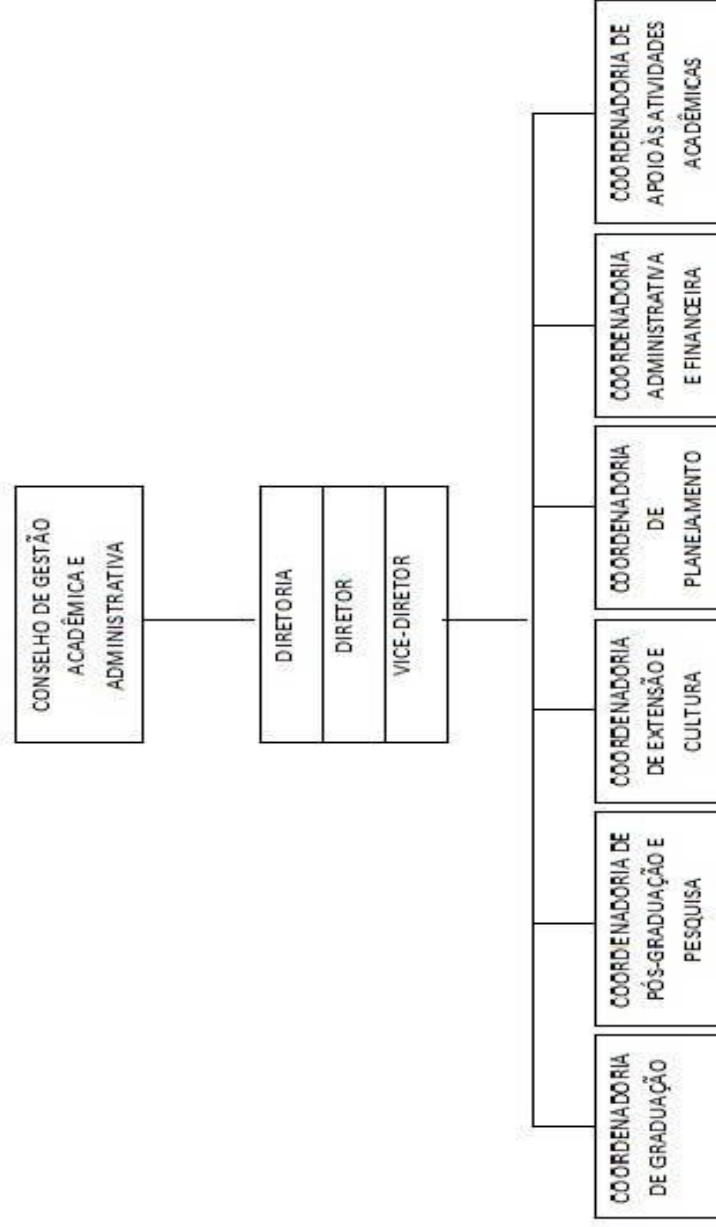 CONSELHO DE GESTÃO
ACADÊMICA E
ADMINISTRATIVA
DIRETORIA
DIRETOR
VICE-DIRETOR
COORDENADORIA
DE GRADUAÇÃO
COORDENADORIA DE
PÓS-GRADUAÇÃO E
PESQUISA
COORDENADORIA
DE EXTENSÃO E
CULTURA
COORDENADORIA
DE
PLANEJAMENTO
COORDENADORIA
ADMINISTRATIVA
E FINANCEIRA
COORDENADORIA DE
APOIO ÀS ATIVIDADES
ACADÊMICAS